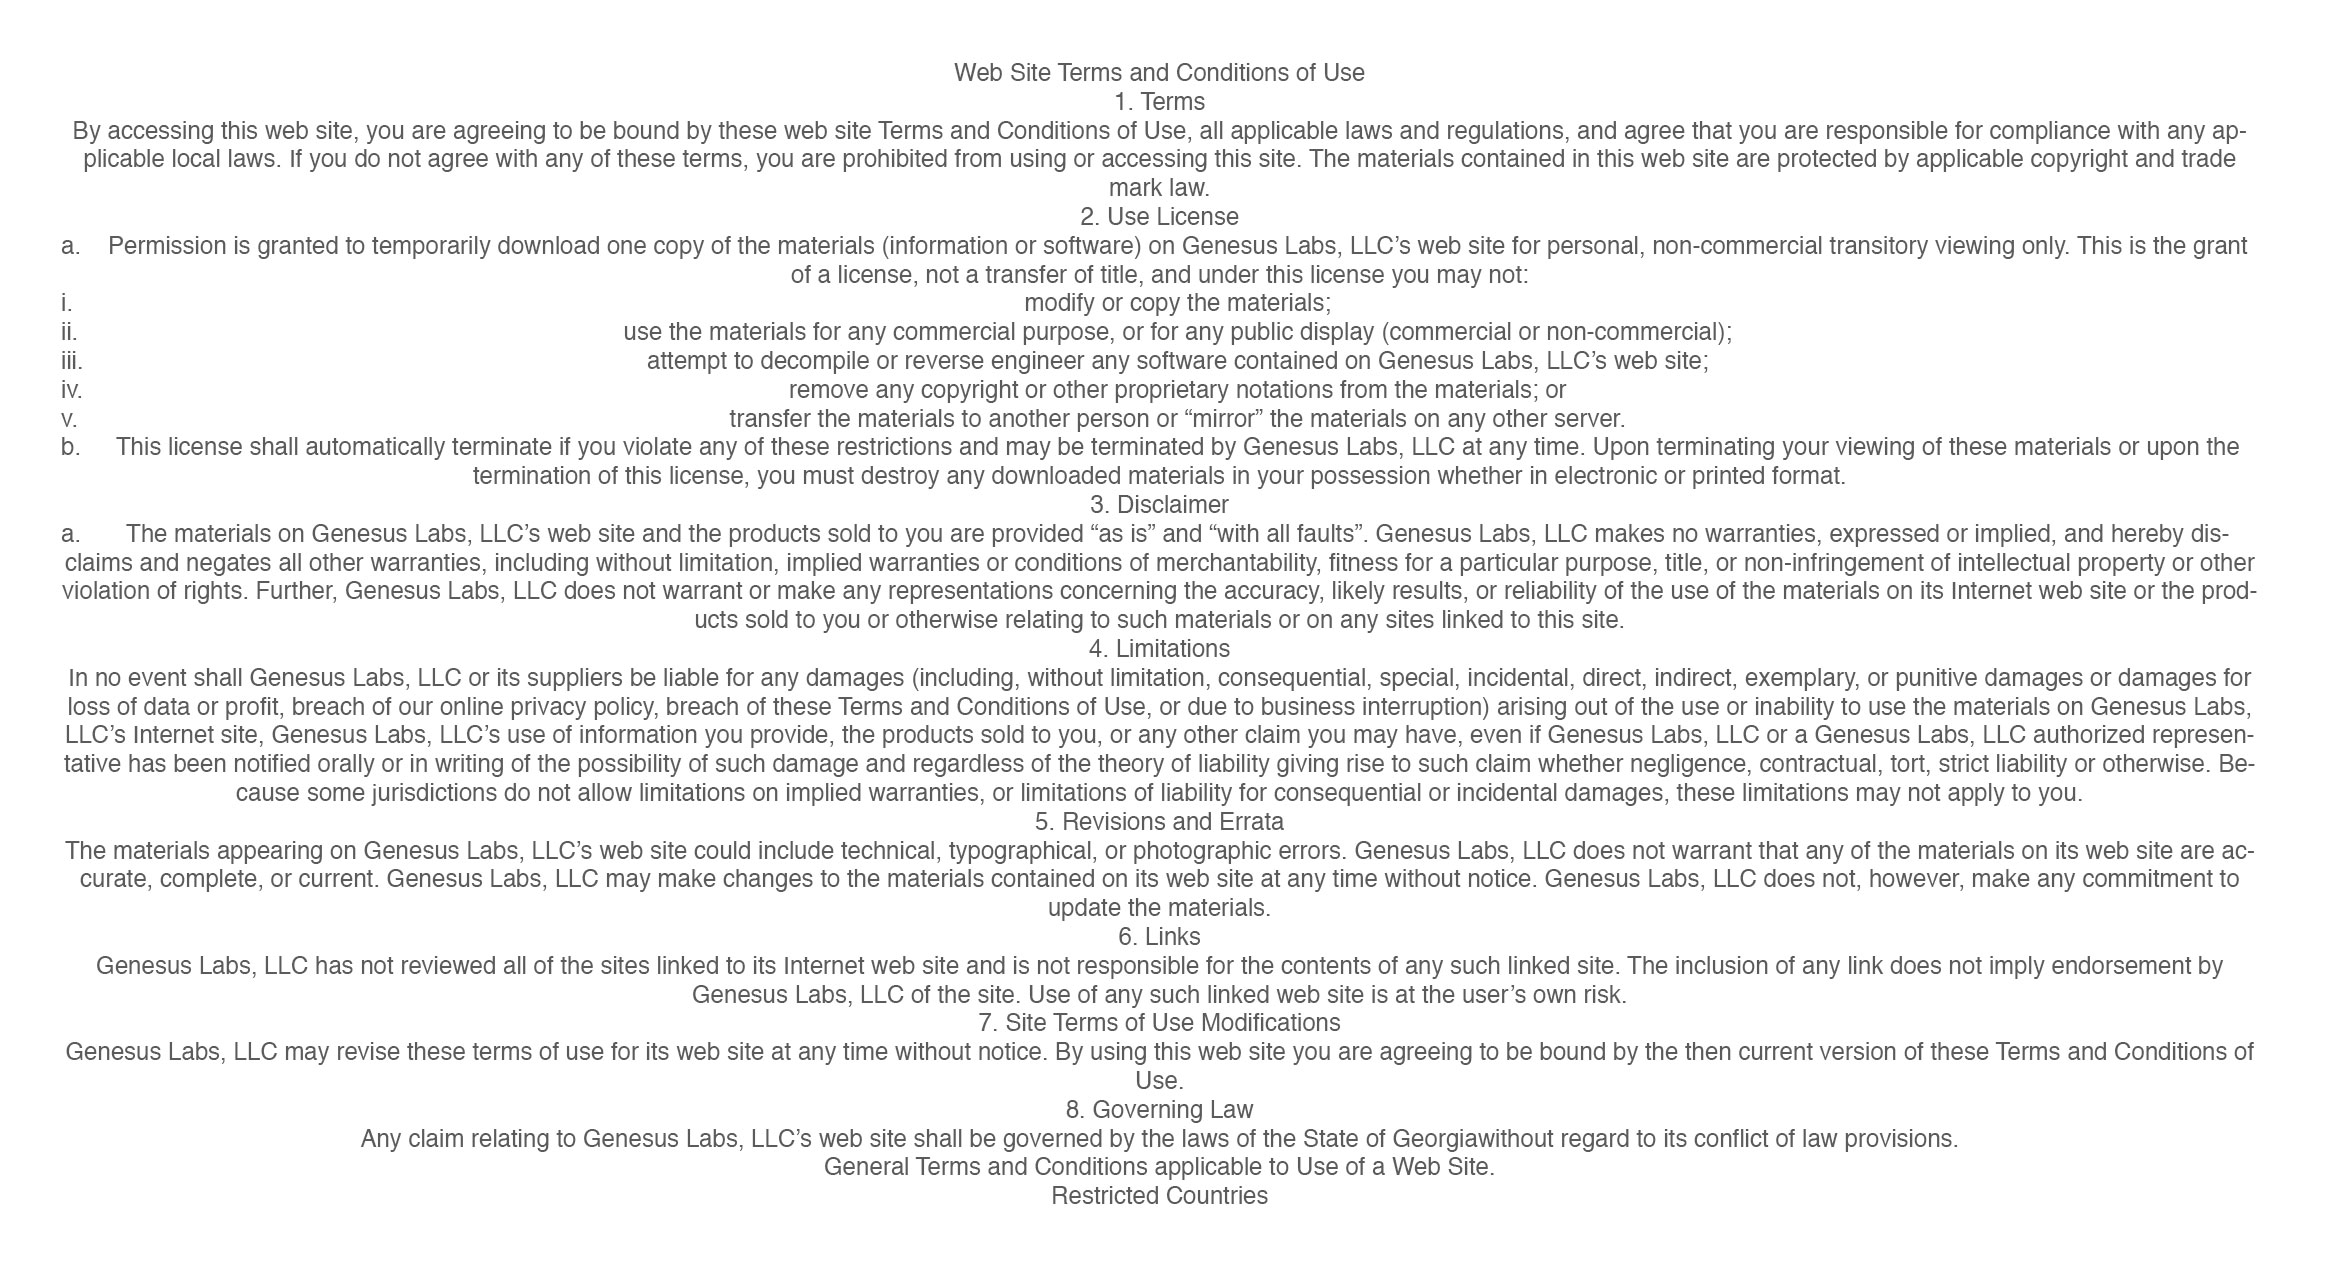 Web Site Terms and Conditions of Use
1. Terms
By accessing this web site, you are agreeing to be bound by these web site Terms and Conditions of Use, all applicable laws and regulations, and agree that you are responsible for compliance with any ap-
plicable local laws. If you do not agree with any of these terms, you are prohibited from using or accessing this site. The materials contained in this web site are protected by applicable copyright and trade
mark law.
2. Use License
a. Permission is granted to temporarily download one copy of the materials (information or software) on Genesus Labs, LLC’s web site for personal, non-commercial transitory viewing only. This is the grant
of a license, not a transfer of title, and under this license you may not:
i. modify or copy the materials;
ii. use the materials for any commercial purpose, or for any public display (commercial or non-commercial);
iii. attempt to decompile or reverse engineer any software contained on Genesus Labs, LLC’s web site;
iv. remove any copyright or other proprietary notations from the materials; or
v. transfer the materials to another person or “mirror” the materials on any other server.
b. This license shall automatically terminate if you violate any of these restrictions and may be terminated by Genesus Labs, LLC at any time. Upon terminating your viewing of these materials or upon the
termination of this license, you must destroy any downloaded materials in your possession whether in electronic or printed format.
3. Disclaimer
a. The materials on Genesus Labs, LLC’s web site and the products sold to you are provided “as is” and “with all faults”. Genesus Labs, LLC makes no warranties, expressed or implied, and hereby dis-
claims and negates all other warranties, including without limitation, implied warranties or conditions of merchantability, fitness for a particular purpose, title, or non-infringement of intellectual property or other
violation of rights. Further, Genesus Labs, LLC does not warrant or make any representations concerning the accuracy, likely results, or reliability of the use of the materials on its Internet web site or the prod-
ucts sold to you or otherwise relating to such materials or on any sites linked to this site.
4. Limitations
In no event shall Genesus Labs, LLC or its suppliers be liable for any damages (including, without limitation, consequential, special, incidental, direct, indirect, exemplary, or punitive damages or damages for
loss of data or profit, breach of our online privacy policy, breach of these Terms and Conditions of Use, or due to business interruption) arising out of the use or inability to use the materials on Genesus Labs,
LLC’s Internet site, Genesus Labs, LLC’s use of information you provide, the products sold to you, or any other claim you may have, even if Genesus Labs, LLC or a Genesus Labs, LLC authorized represen-
tative has been notified orally or in writing of the possibility of such damage and regardless of the theory of liability giving rise to such claim whether negligence, contractual, tort, strict liability or otherwise. Be-
cause some jurisdictions do not allow limitations on implied warranties, or limitations of liability for consequential or incidental damages, these limitations may not apply to you.
5. Revisions and Errata
The materials appearing on Genesus Labs, LLC’s web site could include technical, typographical, or photographic errors. Genesus Labs, LLC does not warrant that any of the materials on its web site are ac-
curate, complete, or current. Genesus Labs, LLC may make changes to the materials contained on its web site at any time without notice. Genesus Labs, LLC does not, however, make any commitment to
update the materials.
6. Links
Genesus Labs, LLC has not reviewed all of the sites linked to its Internet web site and is not responsible for the contents of any such linked site. The inclusion of any link does not imply endorsement by
Genesus Labs, LLC of the site. Use of any such linked web site is at the user’s own risk.
7. Site Terms of Use Modifications
Genesus Labs, LLC may revise these terms of use for its web site at any time without notice. By using this web site you are agreeing to be bound by the then current version of these Terms and Conditions of
Use.
8. Governing Law
Any claim relating to Genesus Labs, LLC’s web site shall be governed by the laws of the State of Georgiawithout regard to its conflict of law provisions.
General Terms and Conditions applicable to Use of a Web Site.
Restricted Countries